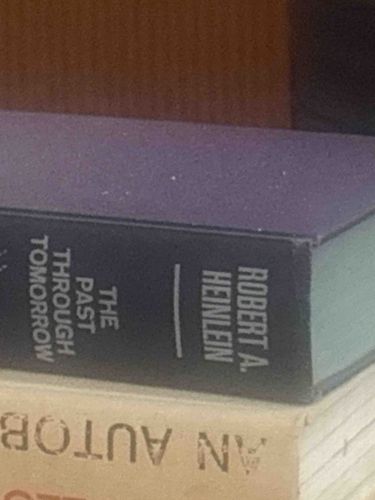 ROBERT A.
HEINLEIN
THE
PAST
THROUGH
TOMORROW
AN AUTOB